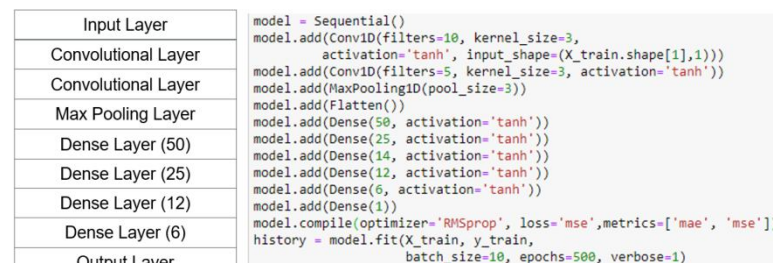 Input Layer
Convolutional Layer
Convolutional Layer
Max Pooling Layer
Dense Layer (50)
Dense Layer (25)
Dense Layer (12)
Dense Layer (6)
Output Layer
model = Sequential()
model.add(Conv1D(filters=10, kernel_size=3,
activation='tanh', input_shape=(X_train.shape[1],1)))
model.add(Conv1D(filters=5, kernel_size=3, activation='tanh'))
model.add(MaxPooling1D(pool_size=3))
model.add(Flatten())
model.add(Dense(50, activation='tanh'))
model.add(Dense(25, activation='tanh'))
model.add(Dense(14, activation='tanh'))
model.add(Dense(12, activation='tanh'))
model.add(Dense(6, activation='tanh'))
model.add(Dense(1))
model.compile(optimizer='RMSprop', loss='mse',metrics=['mae', 'mse']
history = model.fit(X_train, y_train,
batch_size=10, epochs=500, verbose=1)